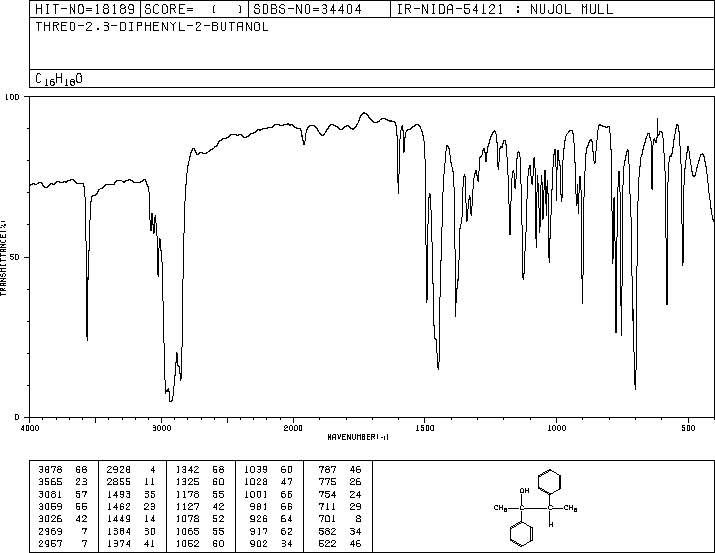 HIT-NO=18189 SCORE= ( ) SDBS-NO=34404 IR-NIDA-54121 : NUJOL MULL
THREO-2,3-DIPHENYL-2-BUTANOL
C16H18O
100
50
0
TRANSMITTANCE(%)
4000 3000 2000 1500 1000 500
WAVENUMBER(-1)
3878 68 2928 4 1342 58 1039 60 787 46
3565 23 2855 11 1325 60 1028 47 775 26
3081 57 1493 35 1178 55 1001 66 754 24
3059 55 1462 29 1127 42 981 66 711 29
3026 42 1449 14 1078 52 926 64 701 8
2969 7 1384 30 1065 55 917 62 582 34
2957 7 1374 41 1052 60 902 34 522 46
OH
CH3 C C CH3
H